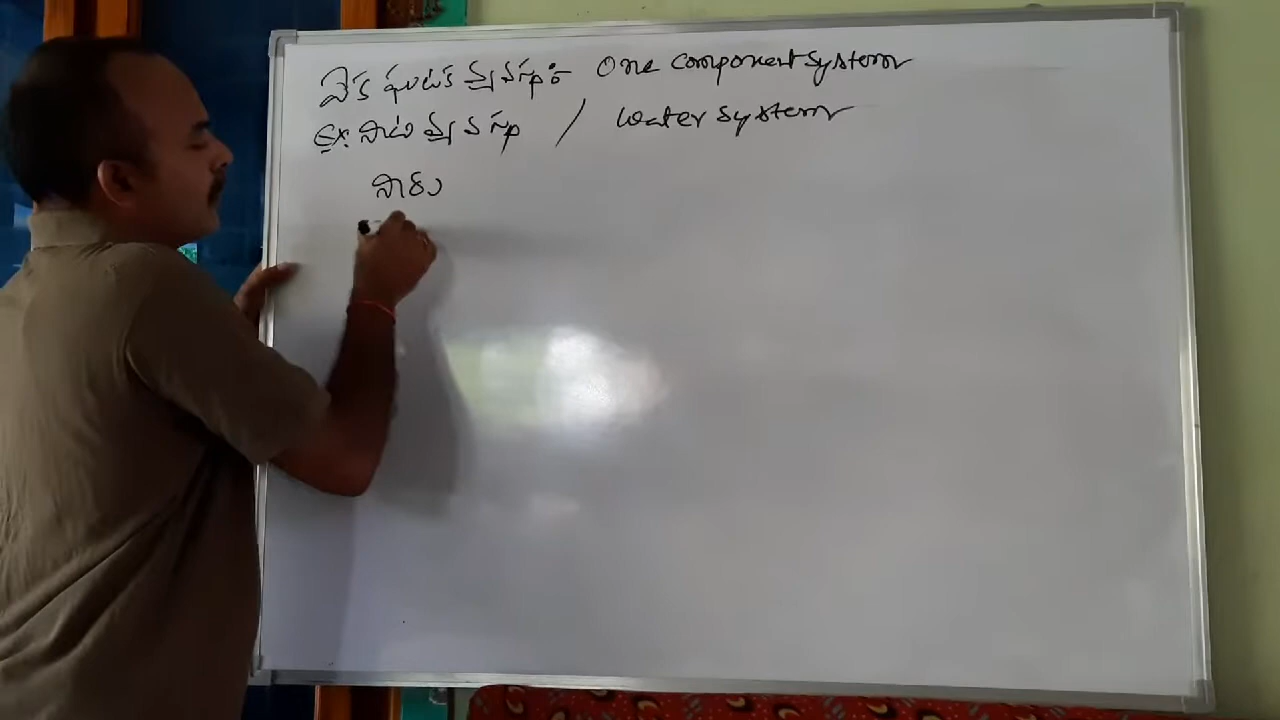 ఏక ఘటక వ్యవస్థ:- One component system
Ex: నీటి వ్యవస్థ / water system
నీరు